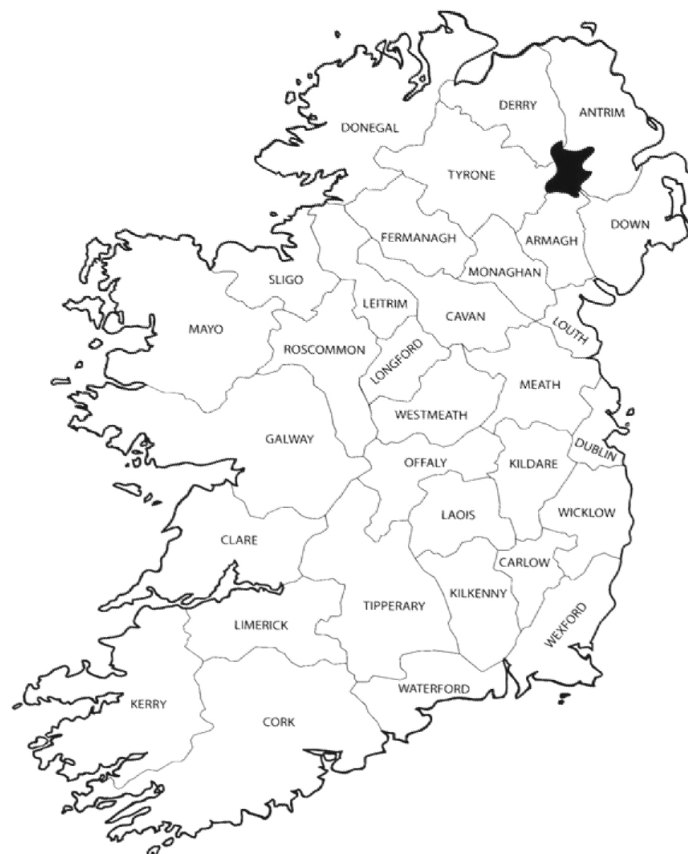 DERRY
ANTRIM
DONEGAL
TYRONE
DOWN
FERMANAGH
ARMAGH
MONAGHAN
SLIGO
LEITRIM
CAVAN
LOUTH
MAYO
ROSCOMMON
LONGFORD
MEATH
WESTMEATH
GALWAY
OFFALY
KILDARE
DUBLIN
LAOIS
WICKLOW
CLARE
CARLOW
KILKENNY
TIPPERARY
LIMERICK
WEXFORD
WATERFORD
KERRY
CORK